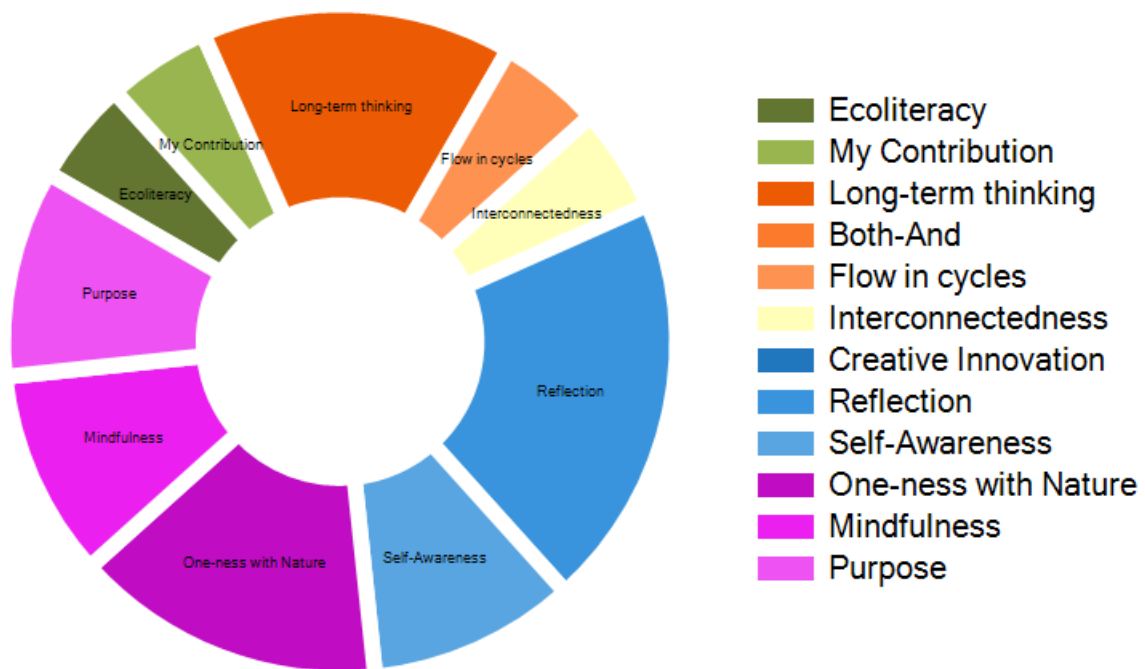 Long-term thinking
My Contribution
Flow in cycles
Ecoliteracy
Interconnectedness
Purpose
Reflection
Mindfulness
Self-Awareness
One-ness with Nature
Ecoliteracy
My Contribution
Long-term thinking
Both-And
Flow in cycles
Interconnectedness
Creative Innovation
Reflection
Self-Awareness
One-ness with Nature
Mindfulness
Purpose